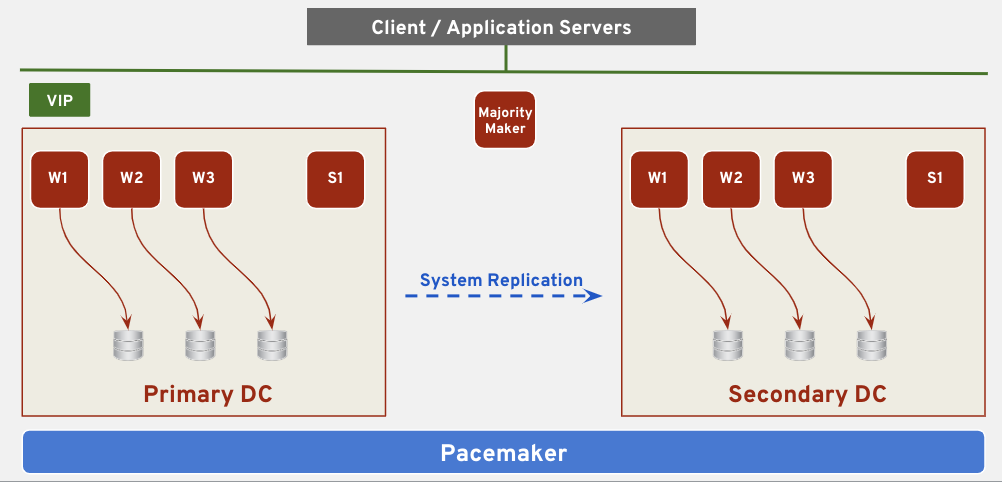 Client / Application Servers
VIP
Majority
Maker
W1 W2 W3 S1
W1 W2 W3 S1
System Replication
Primary DC
Secondary DC
Pacemaker